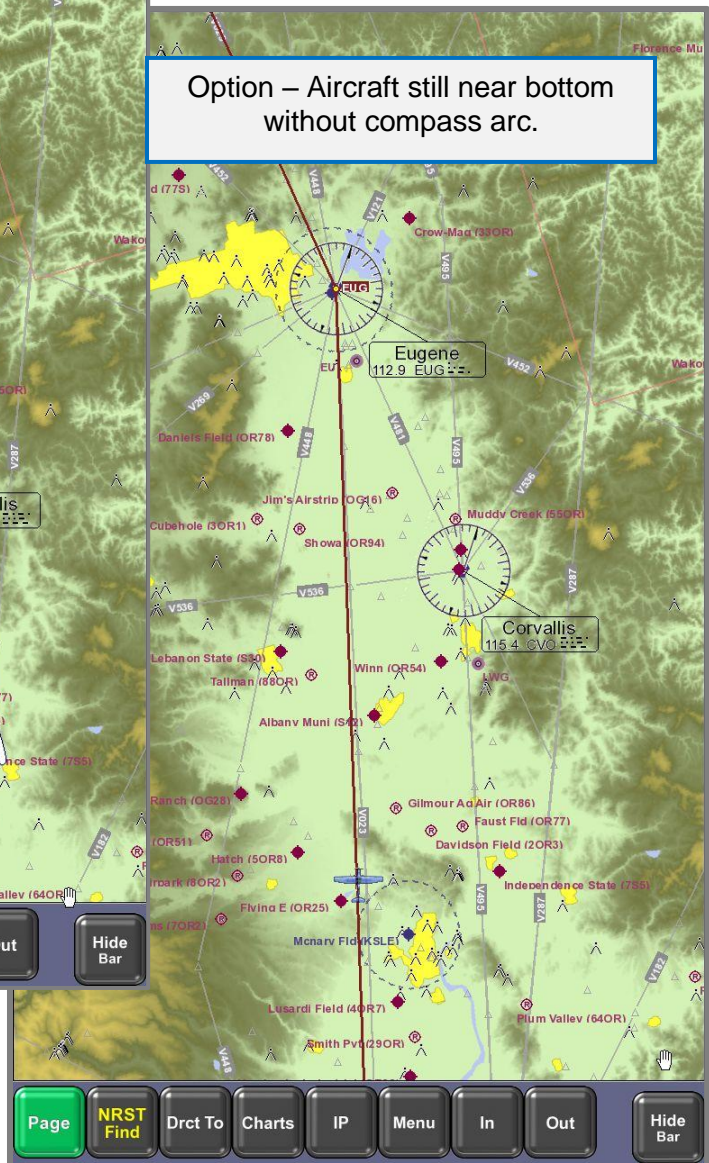 Option – Aircraft still near bottom
without compass arc.
Florence Mu
V452
V448
V121
d (77S)
Crow-Mag (33OR)
V495
EUG
Eugene
112.9 EUG
V452
V269
V448
V481
V495
Daniels Field (OR78)
V536
Jim's Airstrip (OG16)
Cubehole (3OR1)
Showa (OR94)
Muddy Creek (55OR)
V287
V536
V536
Corvallis
115.4 CVO
Lebanon State (S30)
Tallman (88OR)
Winn (OR54)
LWG
Albany Muni (S12)
Ranch (OG28)
Gilmour Ag Air (OR86)
(OR51)
V023
Faust Fld (OR77)
Hatch (5OR8)
Davidson Field (2OR3)
rpark (8OR2)
Independence State (7S5)
Flying E (OR25)
V495
V287
ns (7OR2)
Mcnary Fld (KSLE)
V182
Lusardi Field (4OR7)
Plum Valley (64OR)
Smith Pvt (29OR)
V448
Page
NRST
Find
Drct To
Charts
IP
Menu
In
Out
Hide
Bar
V287
lis
nce State (7S5)
V182
alley (64OR)
ut
Hide
Bar